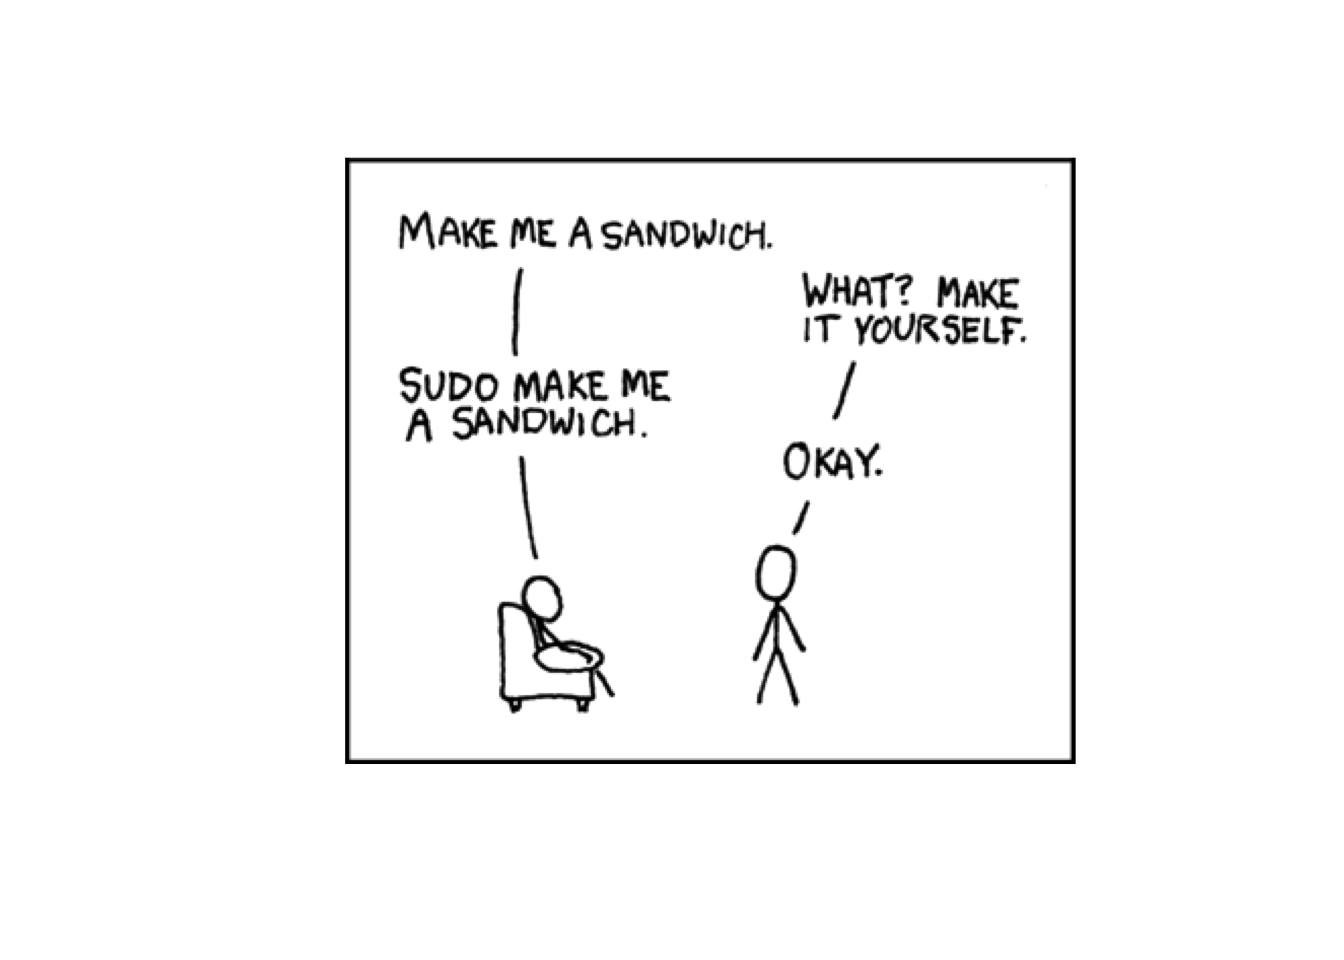 MAKE ME A SANDWICH.
WHAT? MAKE
IT YOURSELF.
SUDO MAKE ME
A SANDWICH.
OKAY.